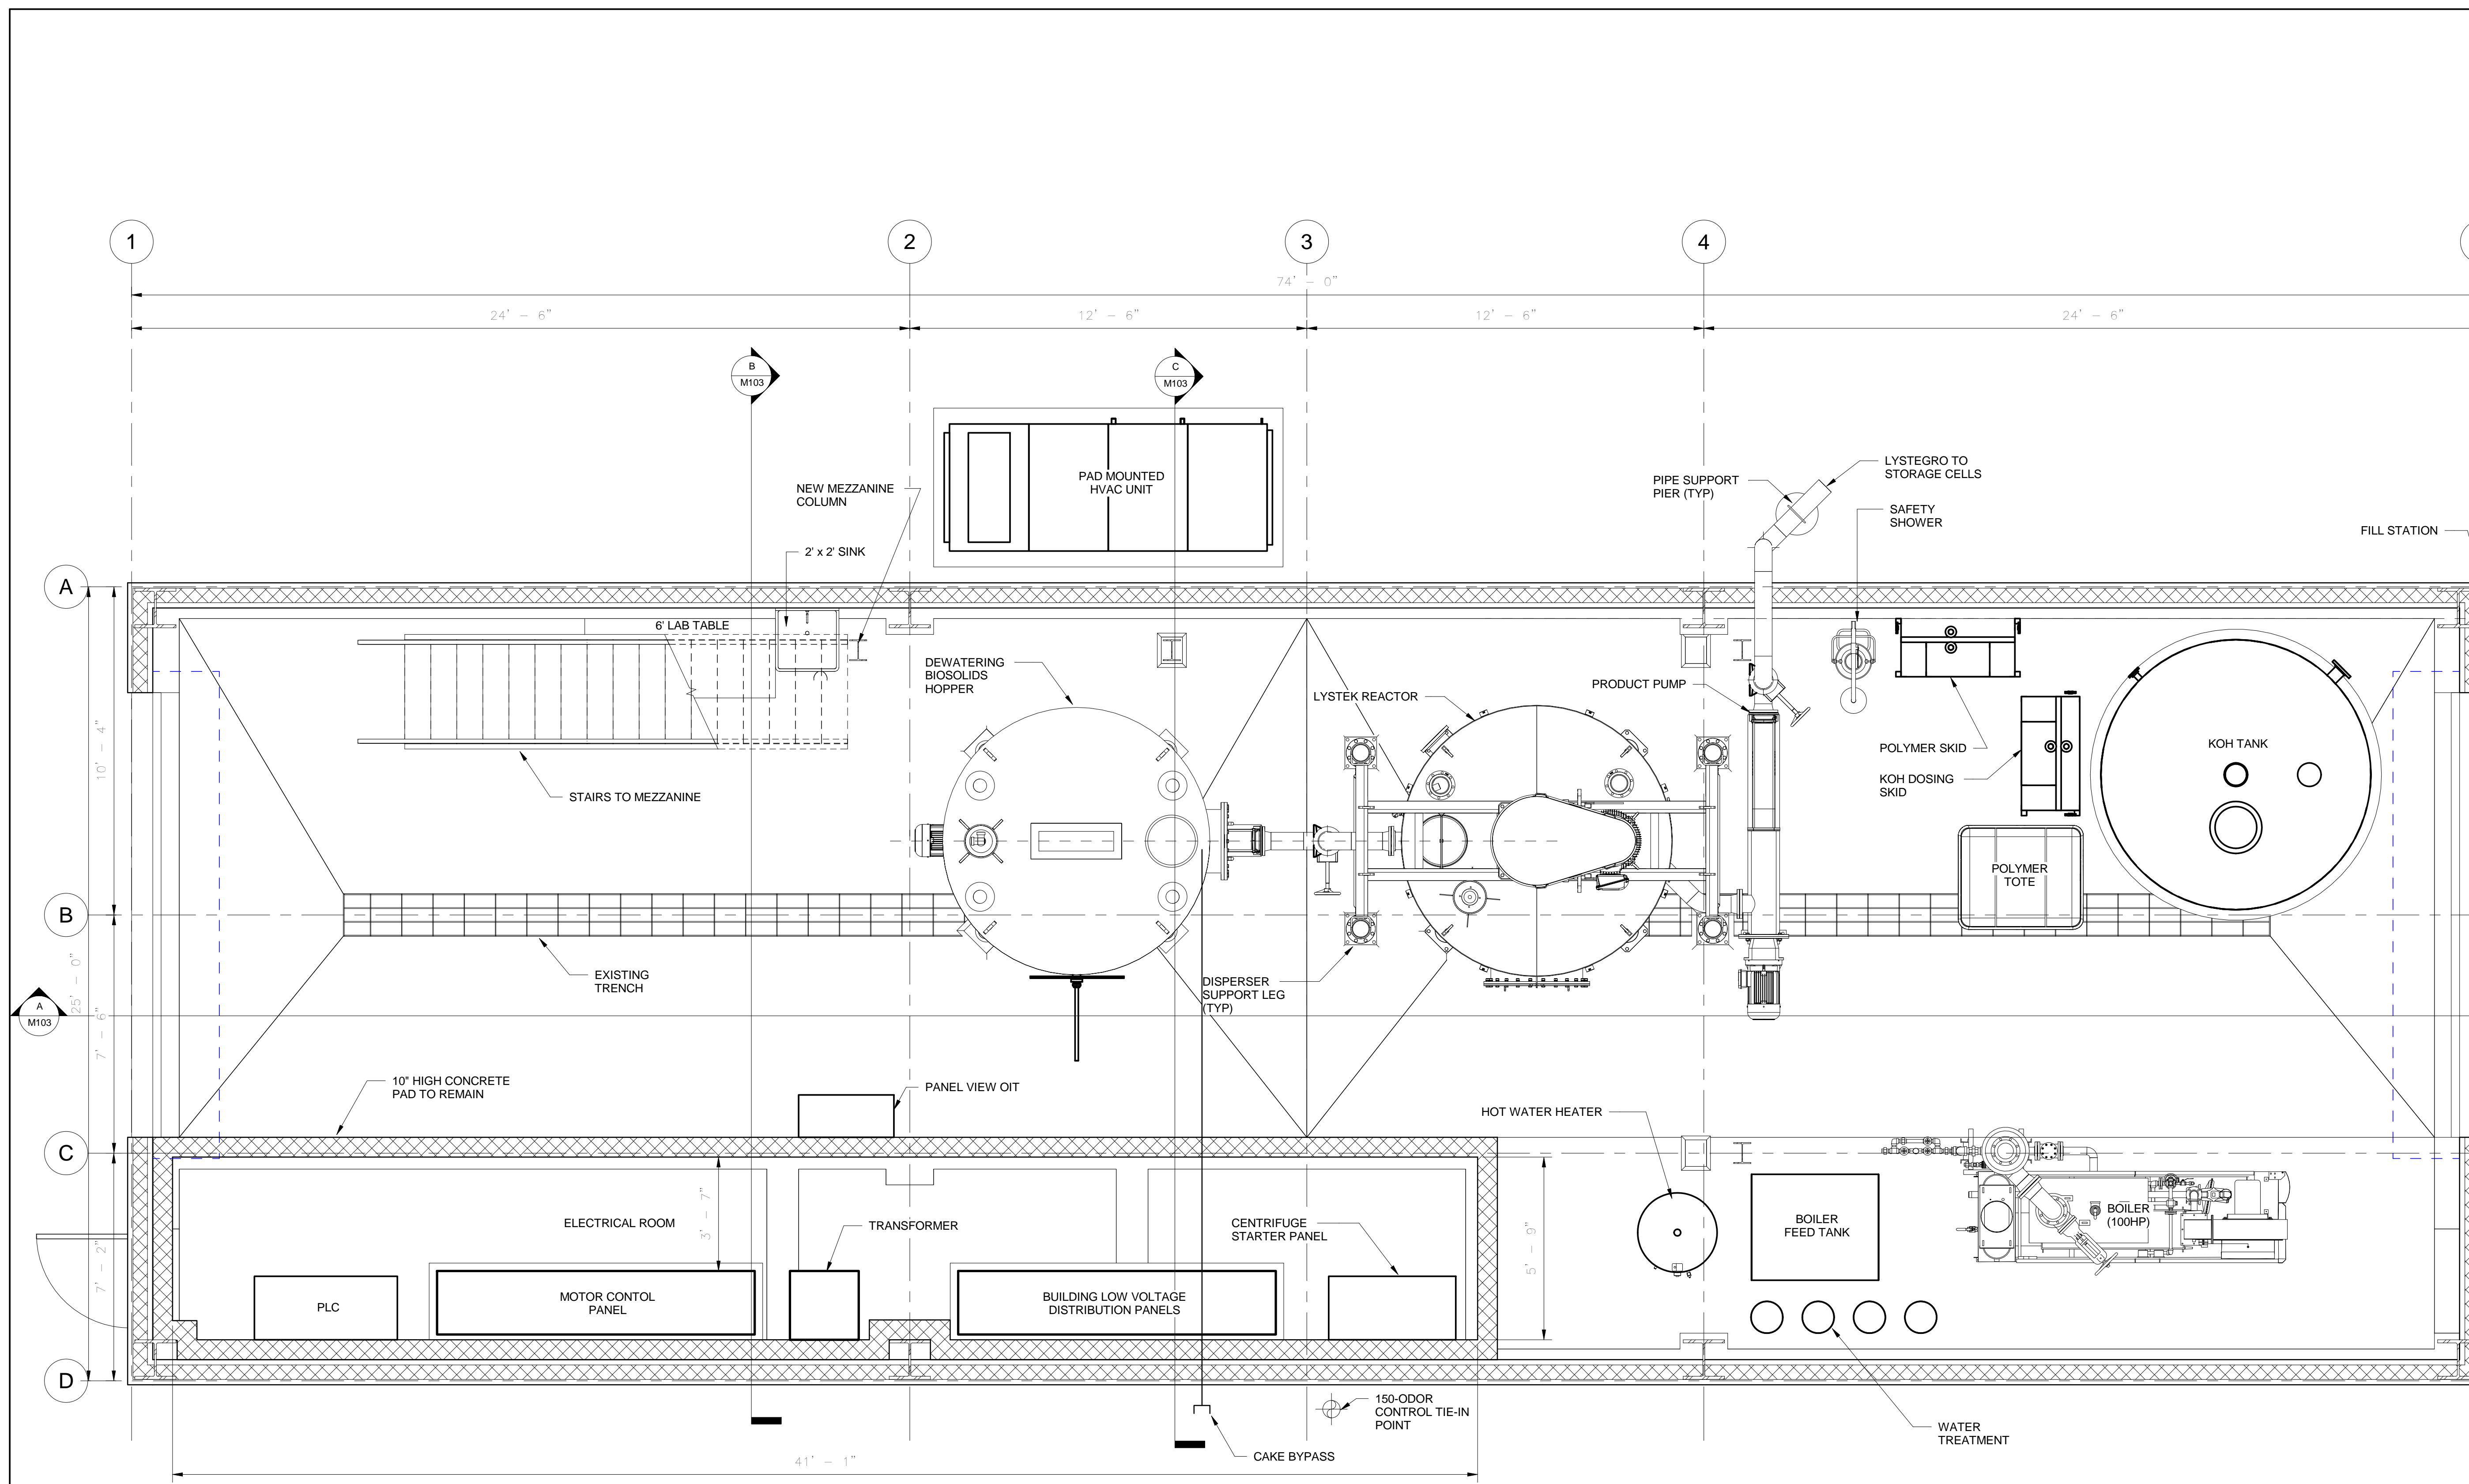 1
2
3
4
74' - 0"
24' - 6"
12' - 6"
12' - 6"
24' - 6"
B
M103
C
M103
PAD MOUNTED
HVAC UNIT
NEW MEZZANINE
COLUMN
2' x 2' SINK
PIPE SUPPORT
PIER (TYP)
LYSTEGRO TO
STORAGE CELLS
SAFETY
SHOWER
FILL STATION
A
6' LAB TABLE
DEWATERING
BIOSOLIDS
HOPPER
LYSTEK REACTOR
PRODUCT PUMP
POLYMER SKID
KOH DOSING
SKID
KOH TANK
10' - 4"
STAIRS TO MEZZANINE
POLYMER
TOTE
B
EXISTING
TRENCH
DISPERSER
SUPPORT LEG
(TYP)
A
M103
25' - 0"
7' - 6"
10" HIGH CONCRETE
PAD TO REMAIN
PANEL VIEW OIT
HOT WATER HEATER
C
ELECTRICAL ROOM
3' - 7"
TRANSFORMER
CENTRIFUGE
STARTER PANEL
5' - 9"
BOILER
FEED TANK
BOILER
(100HP)
7' - 2"
PLC
MOTOR CONTOL
PANEL
BUILDING LOW VOLTAGE
DISTRIBUTION PANELS
D
150-ODOR
CONTROL TIE-IN
POINT
WATER
TREATMENT
CAKE BYPASS
41' - 1"